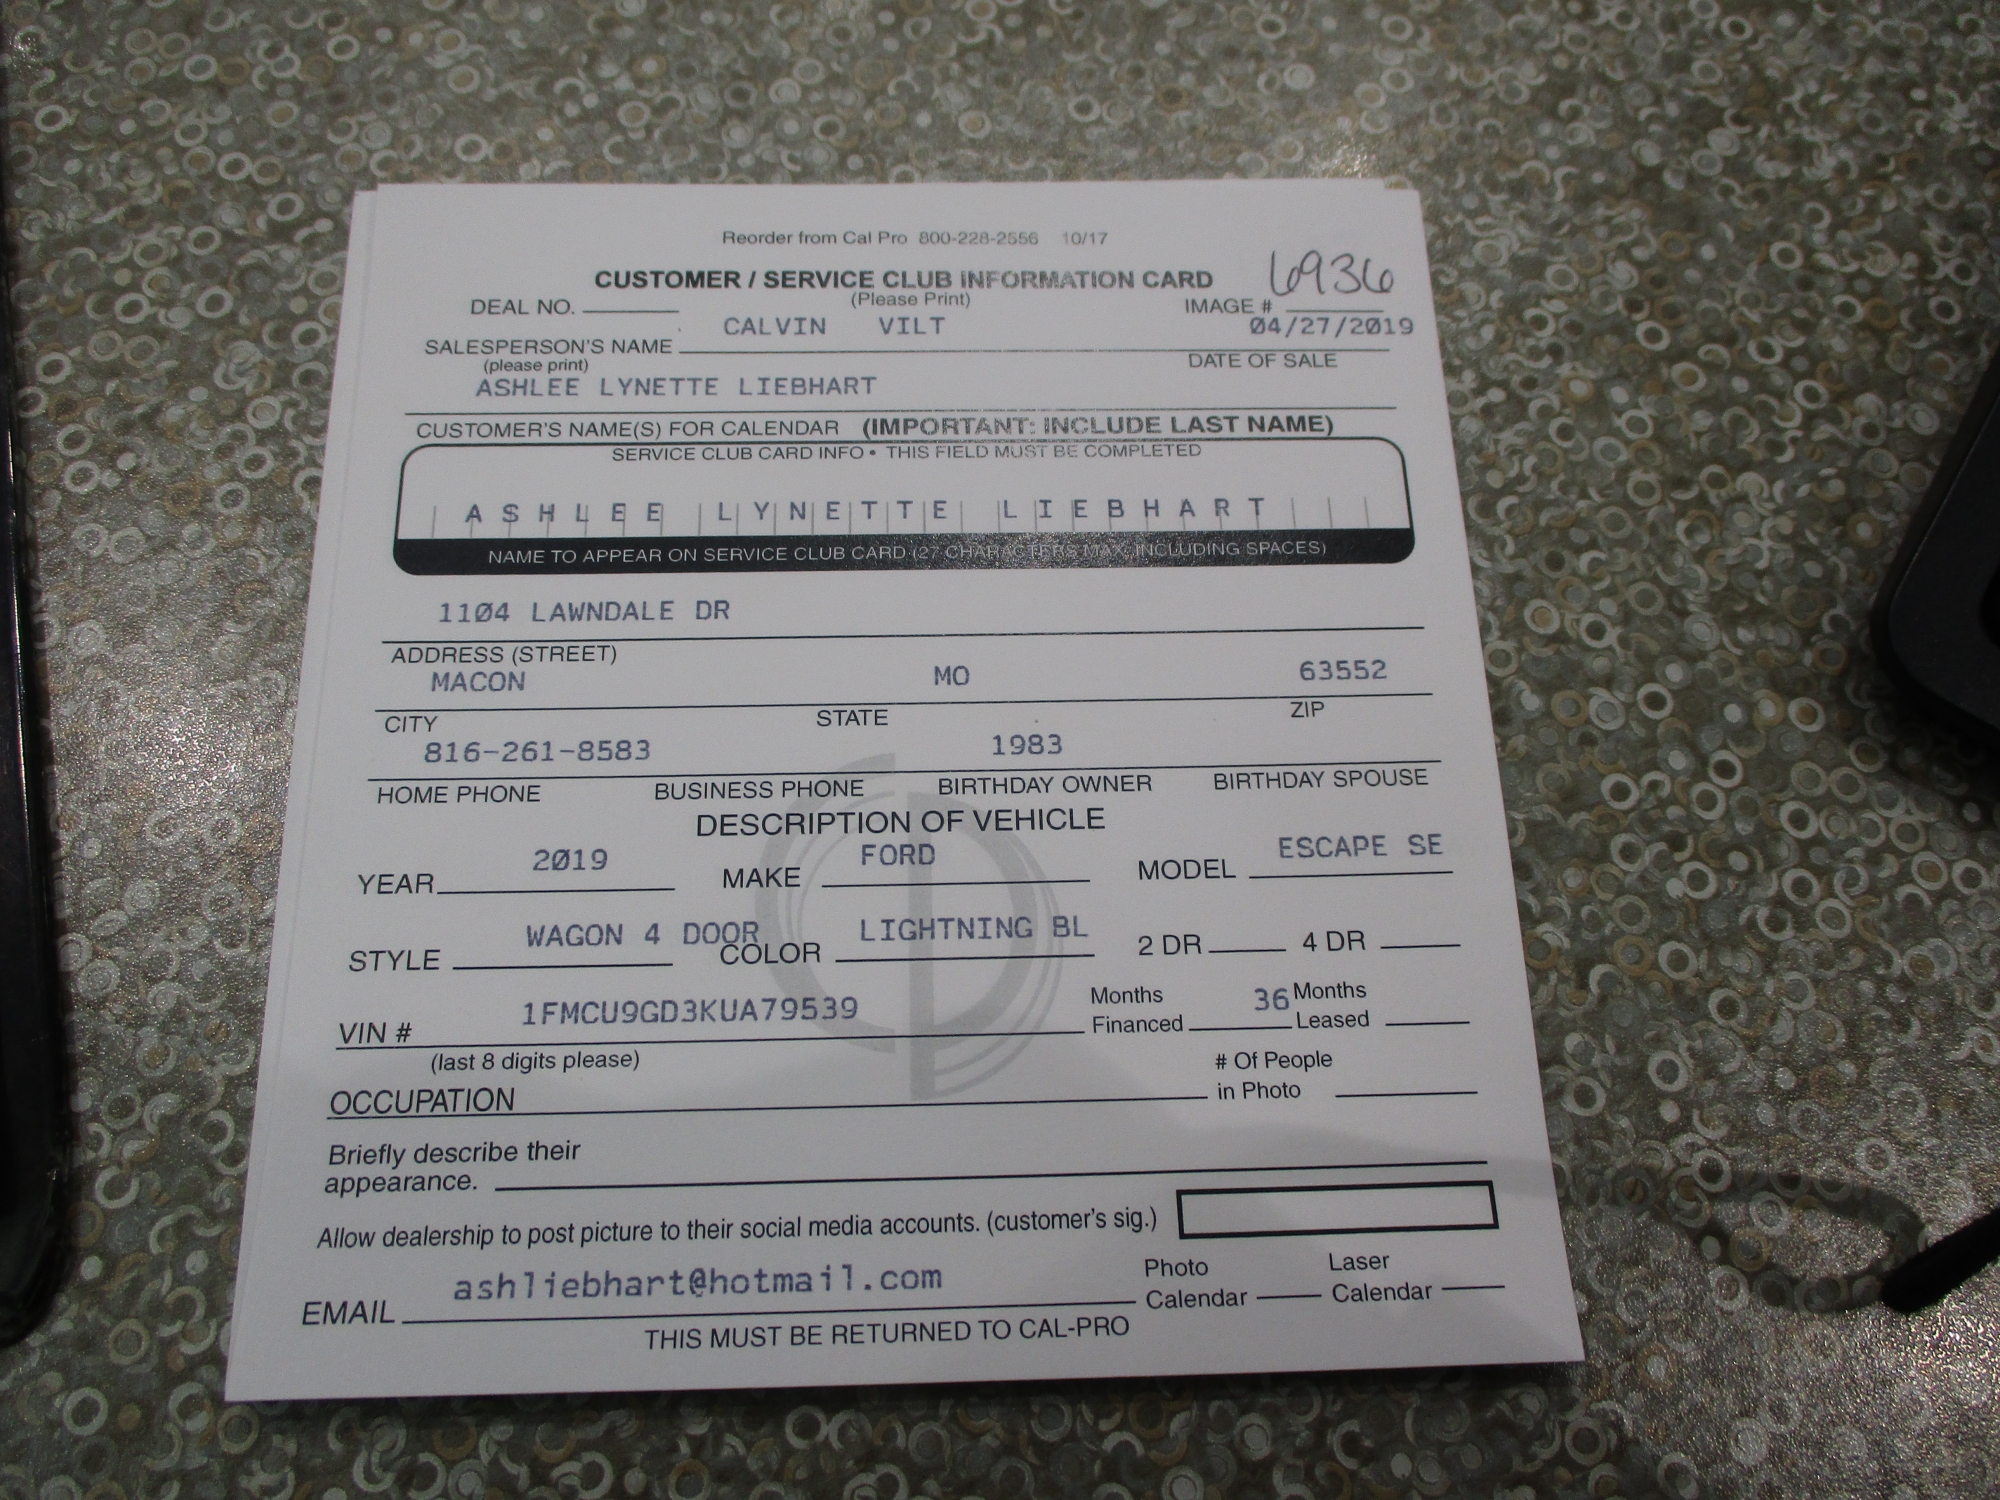 Reorder from Cal Pro 800-228-2556 10/17
CUSTOMER / SERVICE CLUB INFORMATION CARD 6936
DEAL NO. (Please Print) IMAGE #
CALVIN VILT 04/27/2019
SALESPERSON'S NAME DATE OF SALE
(please print)
ASHLEE LYNETTE LIEBHART
CUSTOMER'S NAME(S) FOR CALENDAR (IMPORTANT: INCLUDE LAST NAME)
SERVICE CLUB CARD INFO • THIS FIELD MUST BE COMPLETED
ASHLEE LYNETTE LIEBHART
NAME TO APPEAR ON SERVICE CLUB CARD (27 CHARACTERS MAX. INCLUDING SPACES)
1104 LAWNDALE DR
ADDRESS (STREET)
MACON MO 63552
CITY STATE ZIP
816-261-8583 1983
HOME PHONE BUSINESS PHONE BIRTHDAY OWNER BIRTHDAY SPOUSE
DESCRIPTION OF VEHICLE
YEAR 2019 MAKE FORD MODEL ESCAPE SE
STYLE WAGON 4 DOOR COLOR LIGHTNING BL 2 DR 4 DR
VIN # 1FMCU9GD3KUA79539 Months Financed 36 Months Leased
(last 8 digits please)
OCCUPATION # Of People in Photo
Briefly describe their
appearance.
Allow dealership to post picture to their social media accounts. (customer's sig.)
EMAIL ashliebhart@hotmail.com Photo Calendar Laser Calendar
THIS MUST BE RETURNED TO CAL-PRO